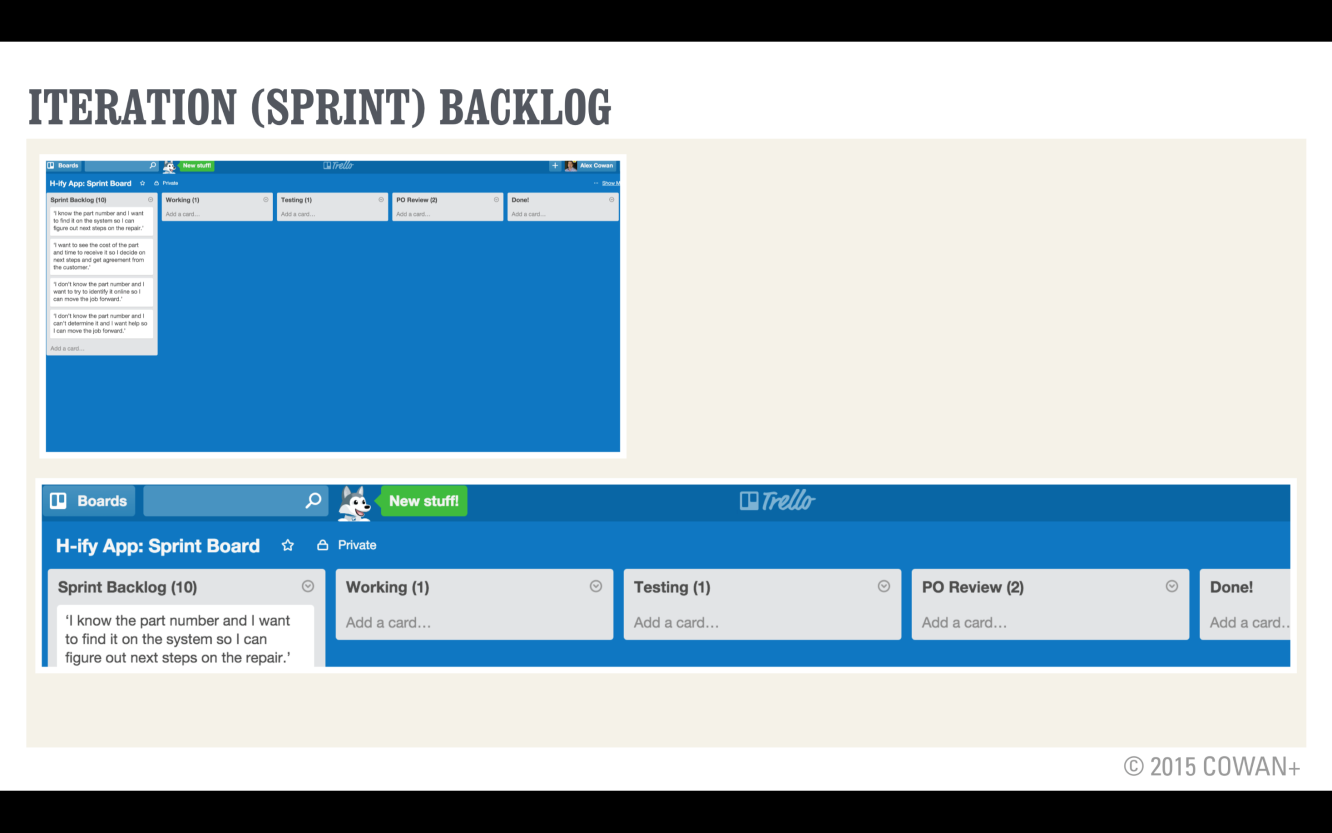 ITERATION (SPRINT) BACKLOG
Boards
New stuff!
Trello
+
Alex Cowan
H-ify App: Sprint Board
Private
Show M
Sprint Backlog (10)
'I know the part number and I want
to find it on the system so I can
figure out next steps on the repair.'
'I want to see the cost of the part
and time to receive it so I decide on
next steps and get agreement from
the customer.'
'I don't know the part number and I
want to try to identify it online so I
can move the job forward.'
'I don't know the part number and I
can't determine it and I want help so
I can move the job forward.'
Add a card...
Working (1)
Add a card...
Testing (1)
Add a card...
PO Review (2)
Add a card...
Done!
Add a card...
Boards
New stuff!
Trello
H-ify App: Sprint Board
Private
Sprint Backlog (10)
‘I know the part number and I want
to find it on the system so I can
figure out next steps on the repair.’
Working (1)
Add a card...
Testing (1)
Add a card...
PO Review (2)
Add a card...
Done!
Add a card..
© 2015 COWAN+